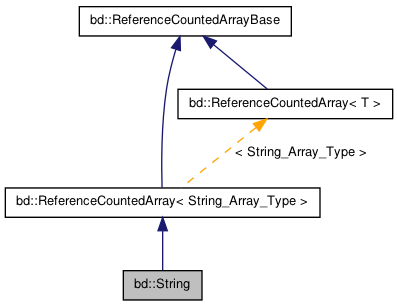 bd::ReferenceCountedArrayBase
bd::ReferenceCountedArray< T >
< String_Array_Type >
bd::ReferenceCountedArray< String_Array_Type >
bd::String